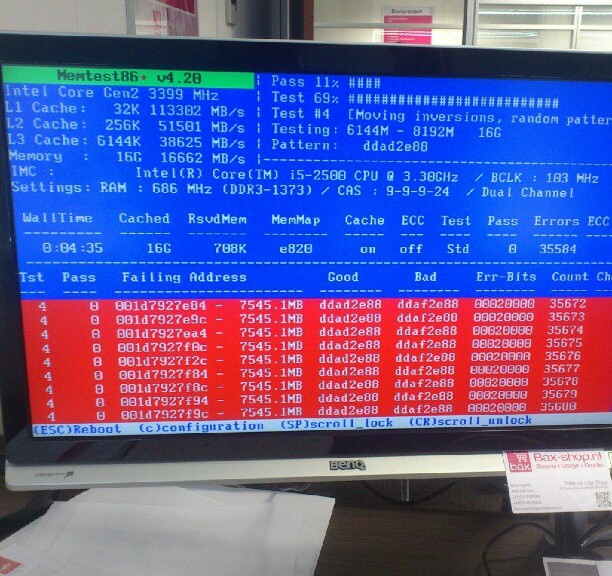 Memtest86+ v4.20 | Pass 11% ####
Intel Core Gen2 3399 MHz | Test 69% ##########################
L1 Cache: 32K 113302 MB/s | Test #4 [Moving inversions, random patter
L2 Cache: 256K 51501 MB/s | Testing: 6144M - 8192M 16G
L3 Cache: 6144K 38625 MB/s | Pattern: ddad2e88
Memory : 16G 16662 MB/s |
IMC : Intel(R) Core(TM) i5-2500 CPU @ 3.30GHz / BCLK : 103 MHz
Settings: RAM : 686 MHz (DDR3-1373) / CAS : 9-9-9-24 / Dual Channel
WallTime Cached RsvdMem MemMap Cache ECC Test Pass Errors ECC
0:04:35 16G 708K e820 on off Std 0 35584
Tst Pass Failing Address Good Bad Err-Bits Count Ch
4 0 001d7927e84 - 7545.1MB ddad2e88 ddaf2e88 00020000 35672
4 0 001d7927e9c - 7545.1MB ddad2e88 ddaf2e88 00020000 35673
4 0 001d7927ea4 - 7545.1MB ddad2e88 ddaf2e88 00020000 35674
4 0 001d7927f0c - 7545.1MB ddad2e88 ddaf2e88 00020000 35675
4 0 001d7927f2c - 7545.1MB ddad2e88 ddaf2e88 00020000 35676
4 0 001d7927f84 - 7545.1MB ddad2e88 ddaf2e88 00020000 35677
4 0 001d7927f8c - 7545.1MB ddad2e88 ddaf2e88 00020000 35678
4 0 001d7927f94 - 7545.1MB ddad2e88 ddaf2e88 00020000 35679
4 0 001d7927f9c - 7545.1MB ddad2e88 ddaf2e88 00020000 35680
(ESC)Reboot (c)configuration (SP)scroll_lock (CR)scroll_unlock
BenQ
bax Bax-shop.nl
Sound | Stage | Studio